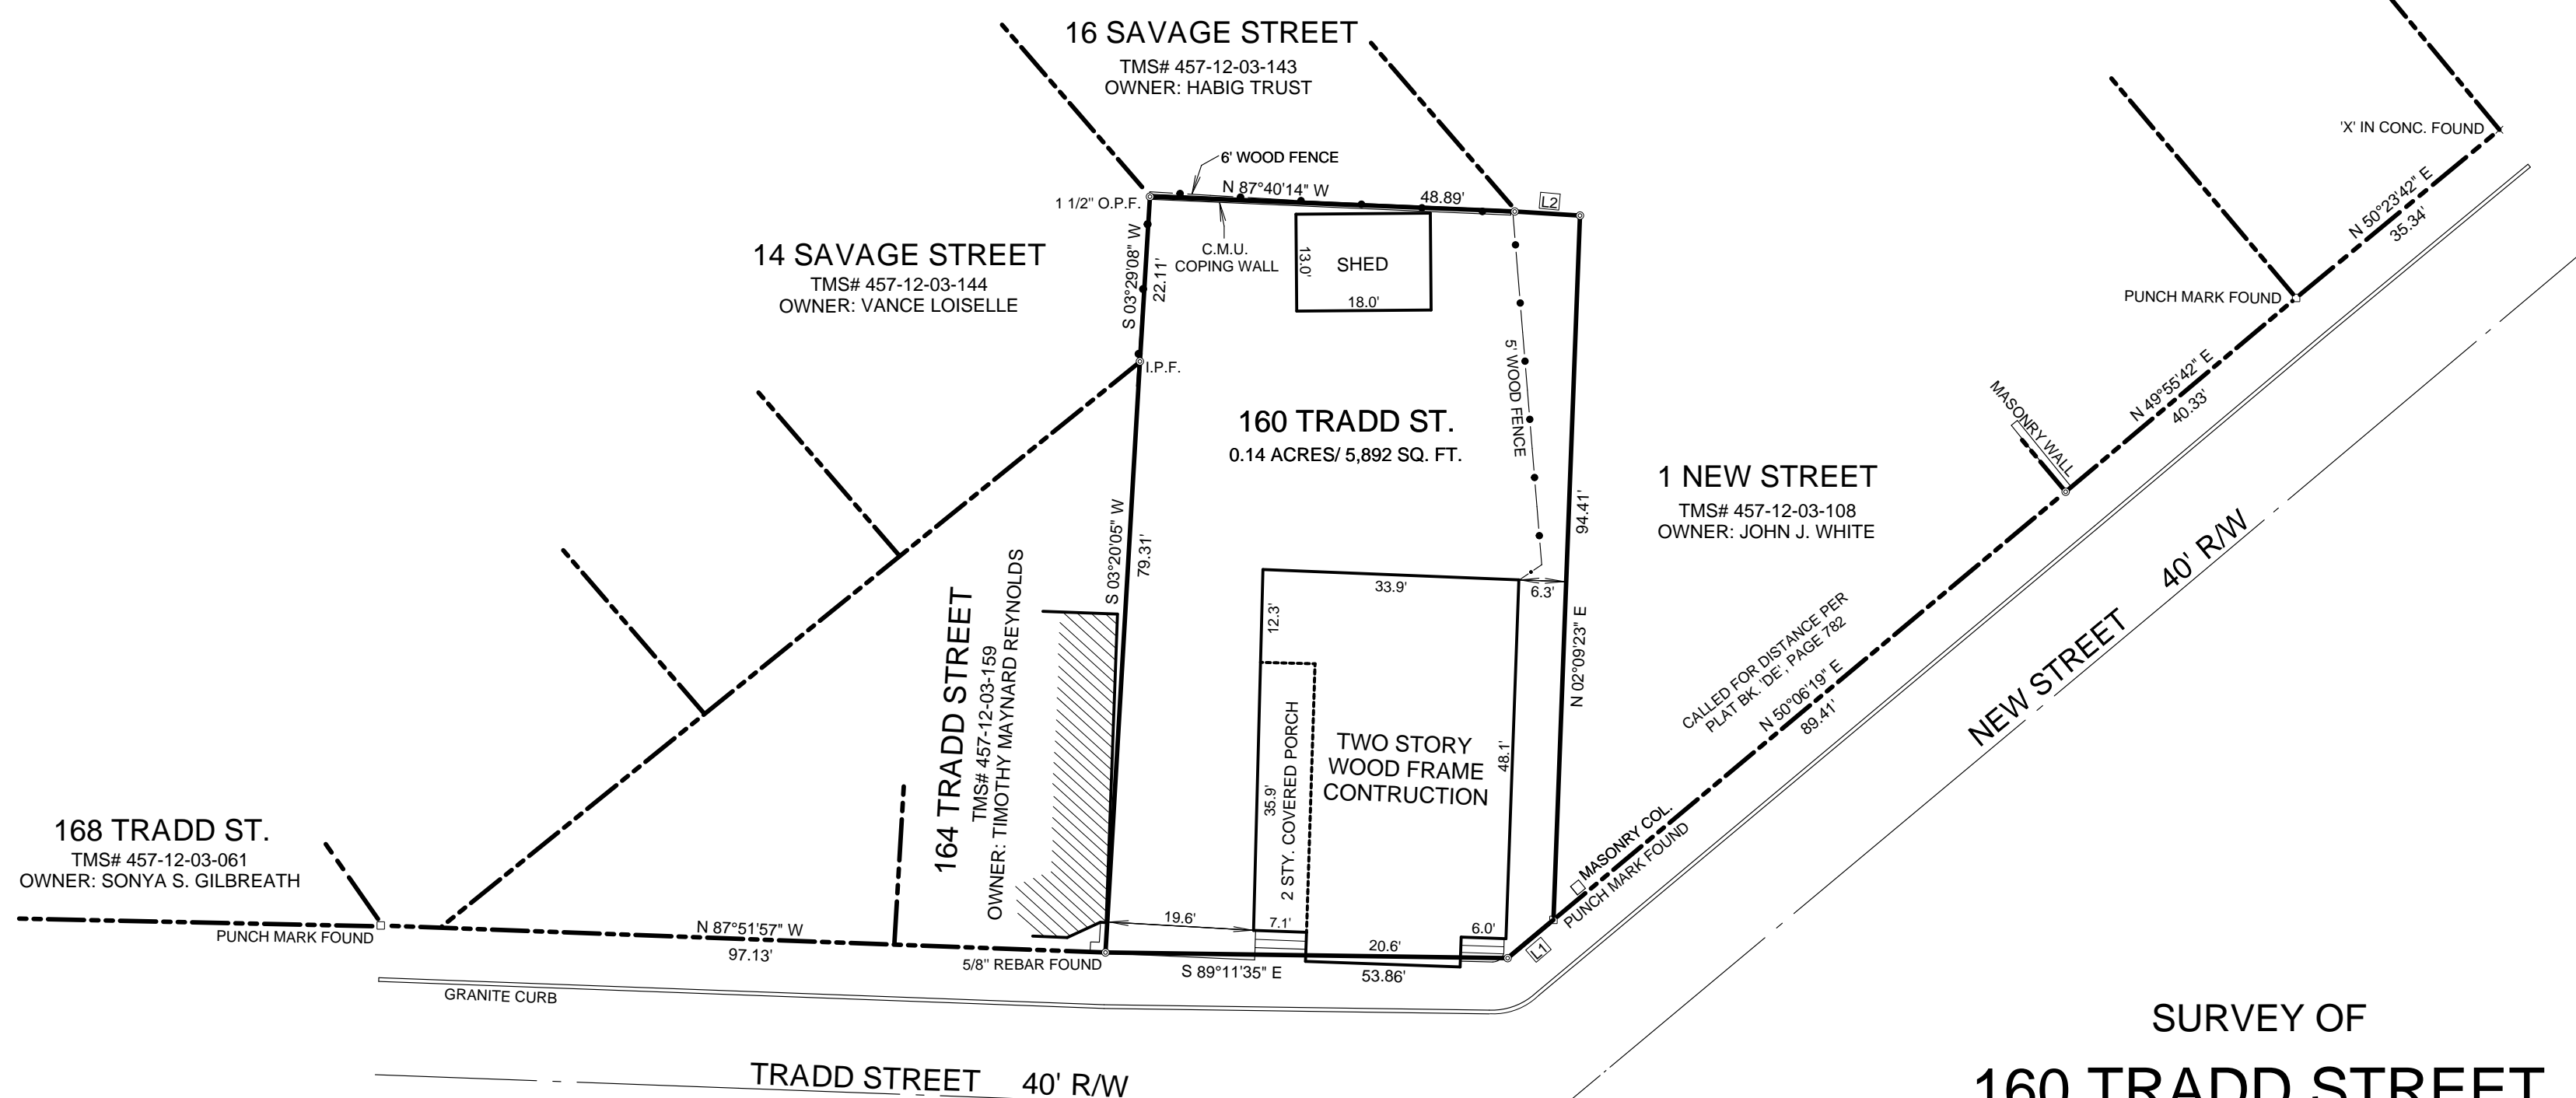 16 SAVAGE STREET
TMS# 457-12-03-143
OWNER: HABIG TRUST
'X' IN CONC. FOUND
6' WOOD FENCE
N 87°40'14" W
48.89'
L2
1 1/2" O.P.F.
N 50°23'42" E
35.34'
14 SAVAGE STREET
TMS# 457-12-03-144
OWNER: VANCE LOISELLE
S 03°29'08" W
22.11'
C.M.U.
COPING WALL
13.0'
SHED
18.0'
PUNCH MARK FOUND
I.P.F.
5' WOOD FENCE
N 49°55'42" E
40.33'
MASONRY WALL
160 TRADD ST.
0.14 ACRES/ 5,892 SQ. FT.
1 NEW STREET
TMS# 457-12-03-108
OWNER: JOHN J. WHITE
94.41'
N 02°09'23" E
S 03°20'05" W
79.31'
164 TRADD STREET
TMS# 457-12-03-159
OWNER: TIMOTHY MAYNARD REYNOLDS
33.9'
6.3'
12.3'
CALLED FOR DISTANCE PER
PLAT BK. 'DE', PAGE 782
N 50°06'19" E
89.41'
NEW STREET
40' R/W
35.9'
2 STY. COVERED PORCH
TWO STORY
WOOD FRAME
CONTRUCTION
48.1'
168 TRADD ST.
TMS# 457-12-03-061
OWNER: SONYA S. GILBREATH
MASONRY COL.
PUNCH MARK FOUND
PUNCH MARK FOUND
N 87°51'57" W
97.13'
19.6'
7.1'
20.6'
6.0'
L1
5/8" REBAR FOUND
S 89°11'35" E
53.86'
GRANITE CURB
TRADD STREET
40' R/W
SURVEY OF
160 TRADD STREET